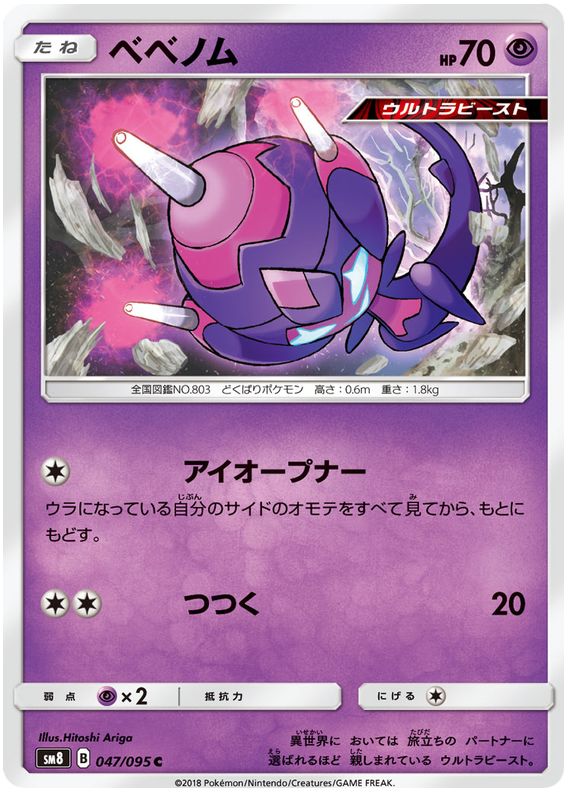 たね ベベノム HP70
ウルトラビースト
全国図鑑NO.803 どくばりポケモン 高さ:0.6m 重さ:1.8kg
アイオープナー
ウラになっている自分のサイドのオモテをすべて見てから、もとに
もどす。
つつく 20
弱点 ×2 抵抗力 にげる
Illus.Hitoshi Ariga
SM8 B 047/095 C
異世界に おいては 旅立ちの パートナーに
選ばれるほど 親しまれている ウルトラビースト。
©2018 Pokémon/Nintendo/Creatures/GAME FREAK.